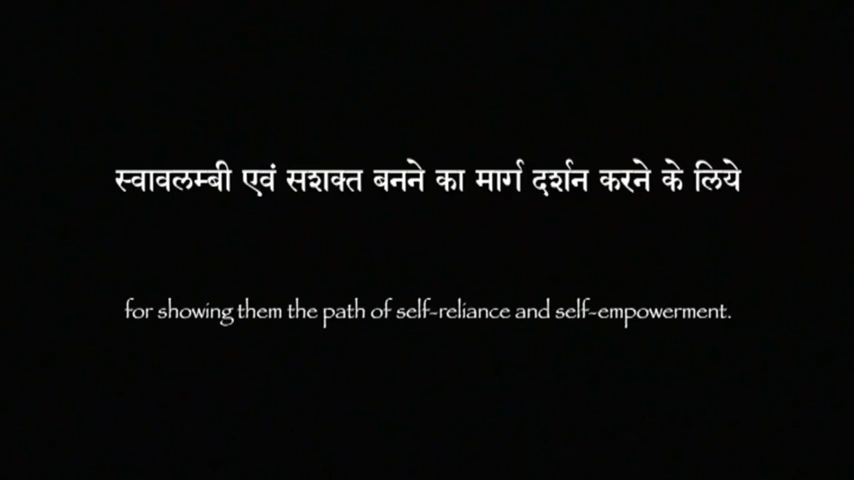 स्वावलम्बी एवं सशक्त बनने का मार्ग दर्शन करने के लिये
for showing them the path of self-reliance and self-empowerment.